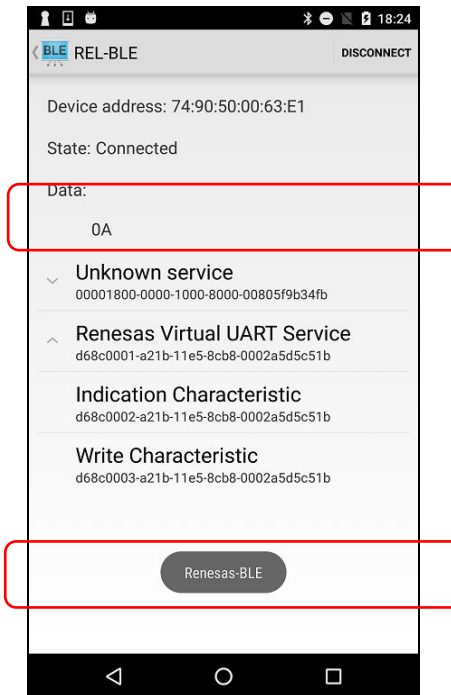 18:24
BLE REL-BLE DISCONNECT
Device address: 74:90:50:00:63:E1
State: Connected
Data:
0A
Unknown service
00001800-0000-1000-8000-00805f9b34fb
Renesas Virtual UART Service
d68c0001-a21b-11e5-8cb8-0002a5d5c51b
Indication Characteristic
d68c0002-a21b-11e5-8cb8-0002a5d5c51b
Write Characteristic
d68c0003-a21b-11e5-8cb8-0002a5d5c51b
Renesas-BLE